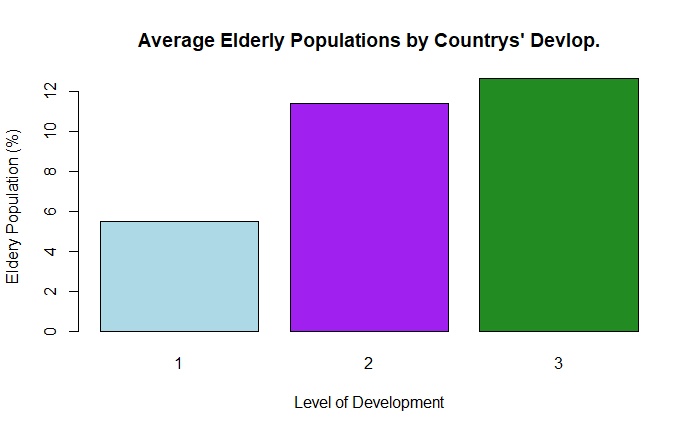 Average Elderly Populations by Countrys' Devlop.
Eldery Population (%)
12
10
8
6
4
2
0
1 2 3
Level of Development